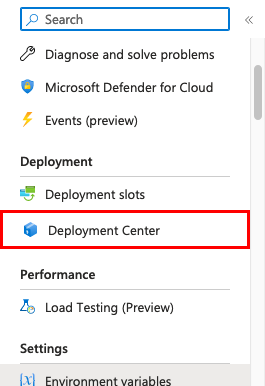 Search
Diagnose and solve problems
Microsoft Defender for Cloud
Events (preview)
Deployment
Deployment slots
Deployment Center
Performance
Load Testing (Preview)
Settings
Environment variables